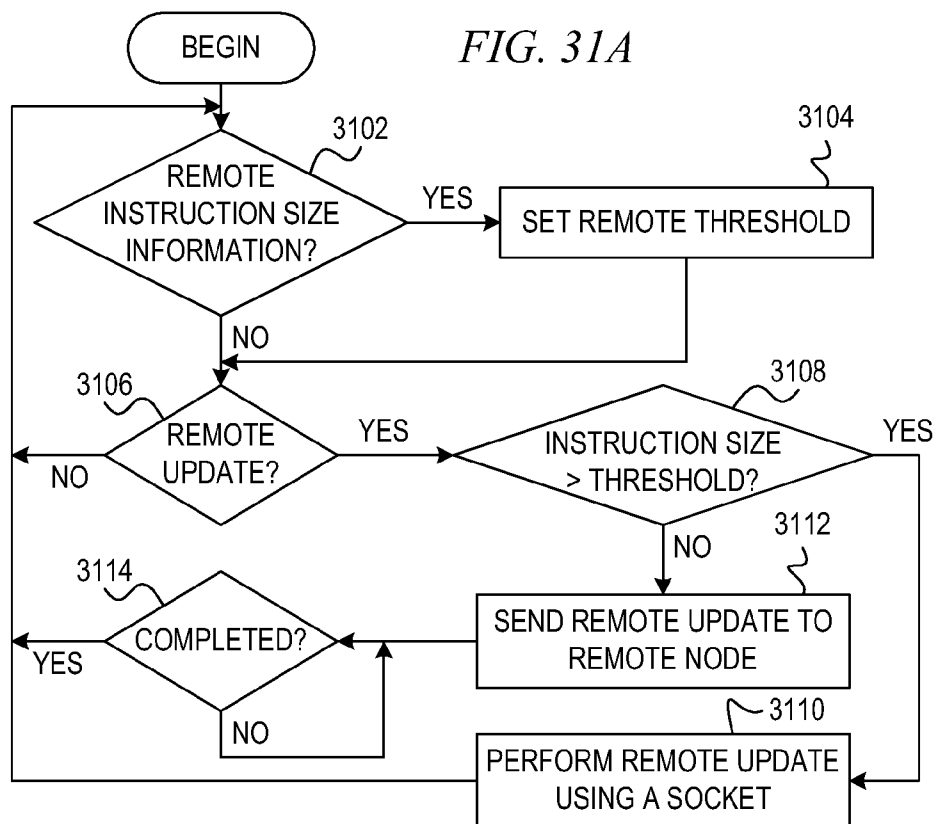 BEGIN
FIG. 31A
3102
REMOTE
INSTRUCTION SIZE
INFORMATION?
YES
3104
SET REMOTE THRESHOLD
NO
3106
REMOTE
UPDATE?
NO
YES
3108
INSTRUCTION SIZE
> THRESHOLD?
YES
NO
3112
SEND REMOTE UPDATE TO
REMOTE NODE
3114
COMPLETED?
YES
NO
3110
PERFORM REMOTE UPDATE
USING A SOCKET